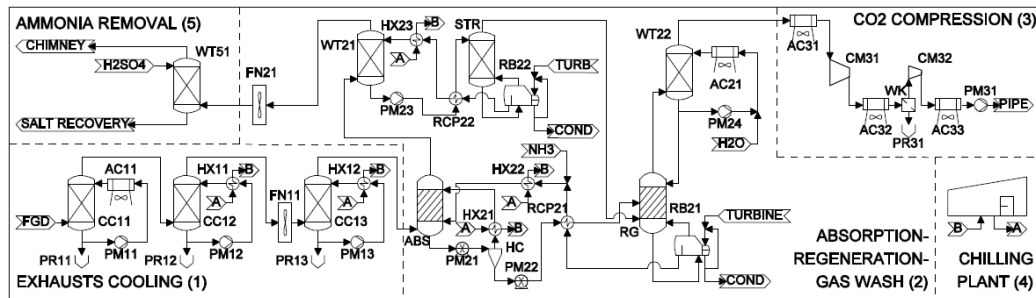 AMMONIA REMOVAL (5)
CHIMNEY
WT51
H2SO4
SALT RECOVERY
FN21
WT21
HX23
B
A
PM23
STR
RB22
TURB
RCP22
COND
WT22
AC21
PM24
H2O
CO2 COMPRESSION (3)
AC31
CM31
CM32
WK
PM31
PIPE
AC32
PR31
AC33
FGD
AC11
CC11
PM11
PR11
HX11
B
A
CC12
PM12
PR12
FN11
HX12
B
A
CC13
PM13
PR13
EXHAUSTS COOLING (1)
NH3
HX22
B
A
RCP21
HX21
A
B
ABS
HC
PM21
PM22
RG
RB21
TURBINE
COND
ABSORPTION-
REGENERATION-
GAS WASH (2)
B
A
CHILLING
PLANT (4)